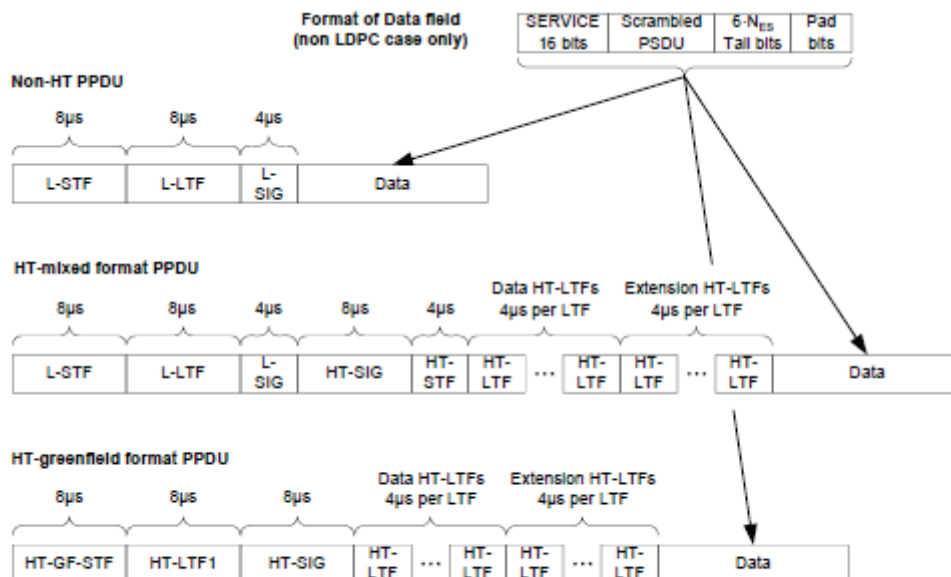 Format of Data field
(non LDPC case only)
SERVICE
16 bits
Scrambled
PSDU
6·NES
Tail bits
Pad
bits
Non-HT PPDU
8µs
8µs
4µs
L-STF
L-LTF
L-
SIG
Data
HT-mixed format PPDU
Data HT-LTFs
4µs per LTF
Extension HT-LTFs
4µs per LTF
8µs
8µs
4µs
8µs
4µs
L-STF
L-LTF
L-
SIG
HT-SIG
HT-
STF
HT-
LTF
...
HT-
LTF
HT-
LTF
...
HT-
LTF
Data
HT-greenfield format PPDU
Data HT-LTFs
4µs per LTF
Extension HT-LTFs
4µs per LTF
8µs
8µs
8µs
HT-GF-STF
HT-LTF1
HT-SIG
HT-
LTF
...
HT-
LTF
HT-
LTF
...
HT-
LTF
Data